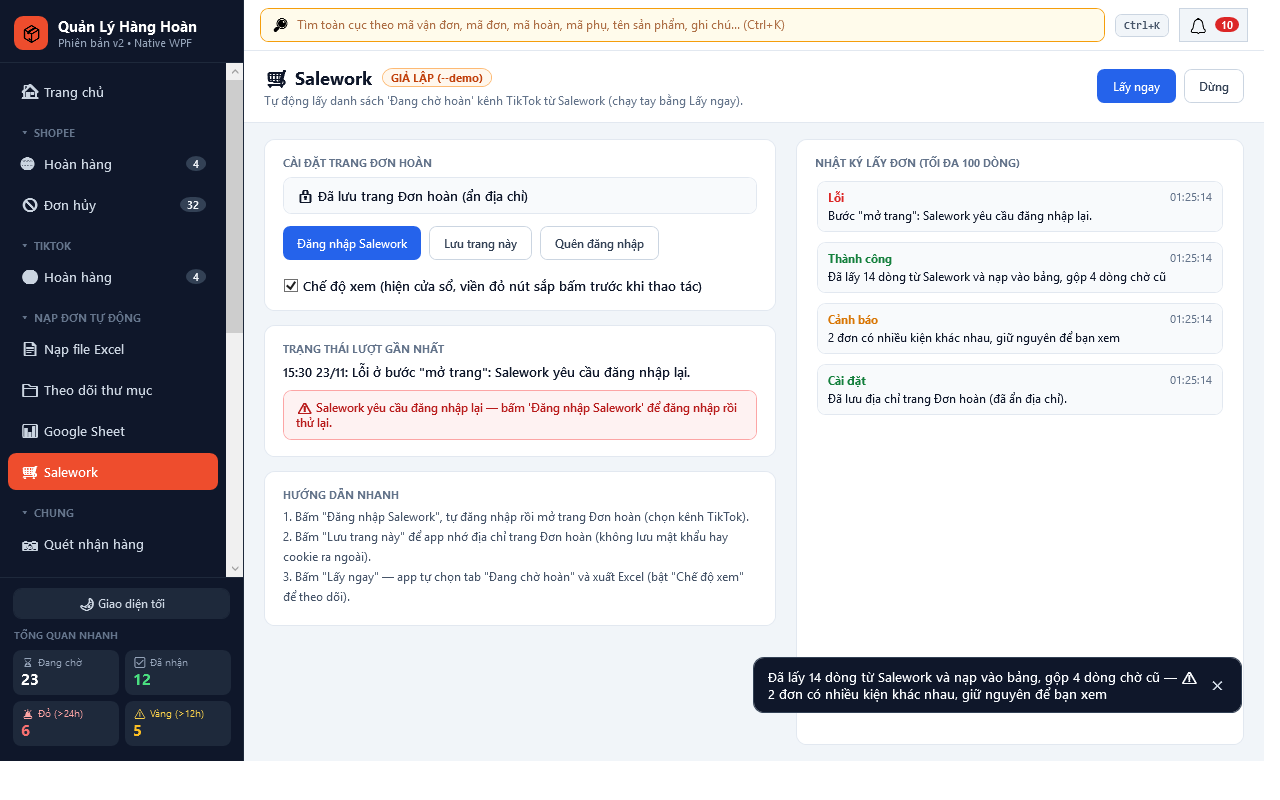 Quản Lý Hàng Hoàn
Phiên bản v2 • Native WPF
Trang chủ
SHOPEE
Hoàn hàng 4
Đơn hủy 32
TIKTOK
Hoàn hàng 4
NẠP ĐƠN TỰ ĐỘNG
Nạp file Excel
Theo dõi thư mục
Google Sheet
Salework
CHUNG
Quét nhận hàng
Giao diện tối
TỔNG QUAN NHANH
Đang chờ
23
Đã nhận
12
Đỏ (>24h)
6
Vàng (>12h)
5
Tìm toàn cục theo mã vận đơn, mã đơn, mã hoàn, mã phụ, tên sản phẩm, ghi chú... (Ctrl+K)
Ctrl+K
10
Salework GIẢ LẬP (--demo)
Tự động lấy danh sách 'Đang chờ hoàn' kênh TikTok từ Salework (chạy tay bằng Lấy ngay).
Lấy ngay
Dừng
CÀI ĐẶT TRANG ĐƠN HOÀN
Đã lưu trang Đơn hoàn (ẩn địa chỉ)
Đăng nhập Salework
Lưu trang này
Quên đăng nhập
Chế độ xem (hiện cửa sổ, viền đỏ nút sắp bấm trước khi thao tác)
TRẠNG THÁI LƯỢT GẦN NHẤT
15:30 23/11: Lỗi ở bước "mở trang": Salework yêu cầu đăng nhập lại.
Salework yêu cầu đăng nhập lại — bấm 'Đăng nhập Salework' để đăng nhập rồi
thử lại.
HƯỚNG DẪN NHANH
1. Bấm "Đăng nhập Salework", tự đăng nhập rồi mở trang Đơn hoàn (chọn kênh TikTok).
2. Bấm "Lưu trang này" để app nhớ địa chỉ trang Đơn hoàn (không lưu mật khẩu hay
cookie ra ngoài).
3. Bấm "Lấy ngay" — app tự chọn tab "Đang chờ hoàn" và xuất Excel (bật "Chế độ xem"
để theo dõi).
NHẬT KÝ LẤY ĐƠN (TỐI ĐA 100 DÒNG)
Lỗi 01:25:14
Bước "mở trang": Salework yêu cầu đăng nhập lại.
Thành công 01:25:14
Đã lấy 14 dòng từ Salework và nạp vào bảng, gộp 4 dòng chờ cũ
Cảnh báo 01:25:14
2 đơn có nhiều kiện khác nhau, giữ nguyên để bạn xem
Cài đặt 01:25:14
Đã lưu địa chỉ trang Đơn hoàn (đã ẩn địa chỉ).
Đã lấy 14 dòng từ Salework và nạp vào bảng, gộp 4 dòng chờ cũ — ⚠
2 đơn có nhiều kiện khác nhau, giữ nguyên để bạn xem